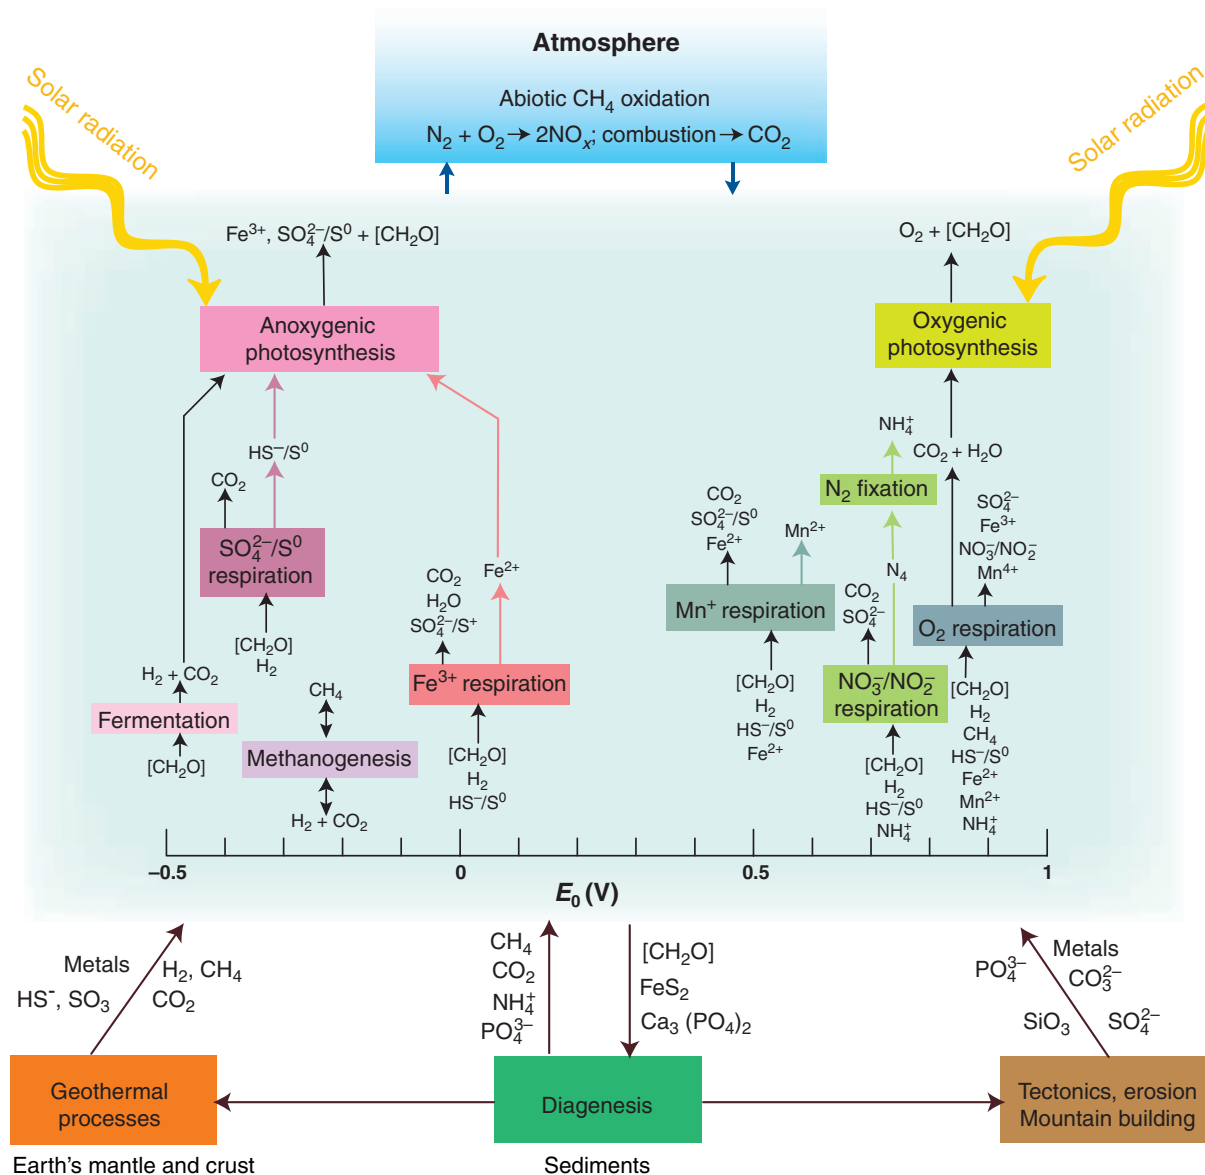 Atmosphere
Abiotic CH₄ oxidation
N₂ + O₂ → 2NOₓ; combustion → CO₂
Solar radiation
Solar radiation
Fe³⁺, SO₄²⁻/S⁰ + [CH₂O]
O₂ + [CH₂O]
Anoxygenic
photosynthesis
Oxygenic
photosynthesis
HS⁻/S⁰
CO₂
SO₄²⁻/S⁰
respiration
[CH₂O]
H₂
H₂ + CO₂
Fermentation
[CH₂O]
CH₄
Methanogenesis
H₂ + CO₂
Fe²⁺
CO₂
H₂O
SO₄²⁻/S⁺
Fe³⁺ respiration
[CH₂O]
H₂
HS⁻/S⁰
CO₂
SO₄²⁻/S⁰
Fe²⁺
Mn²⁺
Mn⁺ respiration
[CH₂O]
H₂
HS⁻/S⁰
Fe²⁺
NH₄⁺
N₂ fixation
N₄
CO₂
SO₄²⁻
NO₃⁻/NO₂⁻
respiration
[CH₂O]
H₂
HS⁻/S⁰
NH₄⁺
CO₂ + H₂O
SO₄²⁻
Fe³⁺
NO₃⁻/NO₂⁻
Mn⁴⁺
O₂ respiration
[CH₂O]
H₂
CH₄
HS⁻/S⁰
Fe²⁺
Mn²⁺
NH₄⁺
−0.5 0 0.5 1
E₀ (V)
Metals
H₂, CH₄
HS⁻, SO₃
CO₂
CH₄
CO₂
NH₄⁺
PO₄³⁻
[CH₂O]
FeS₂
Ca₃ (PO₄)₂
Metals
PO₄³⁻
CO₃²⁻
SiO₃
SO₄²⁻
Geothermal
processes
Diagenesis
Tectonics, erosion
Mountain building
Earth's mantle and crust
Sediments